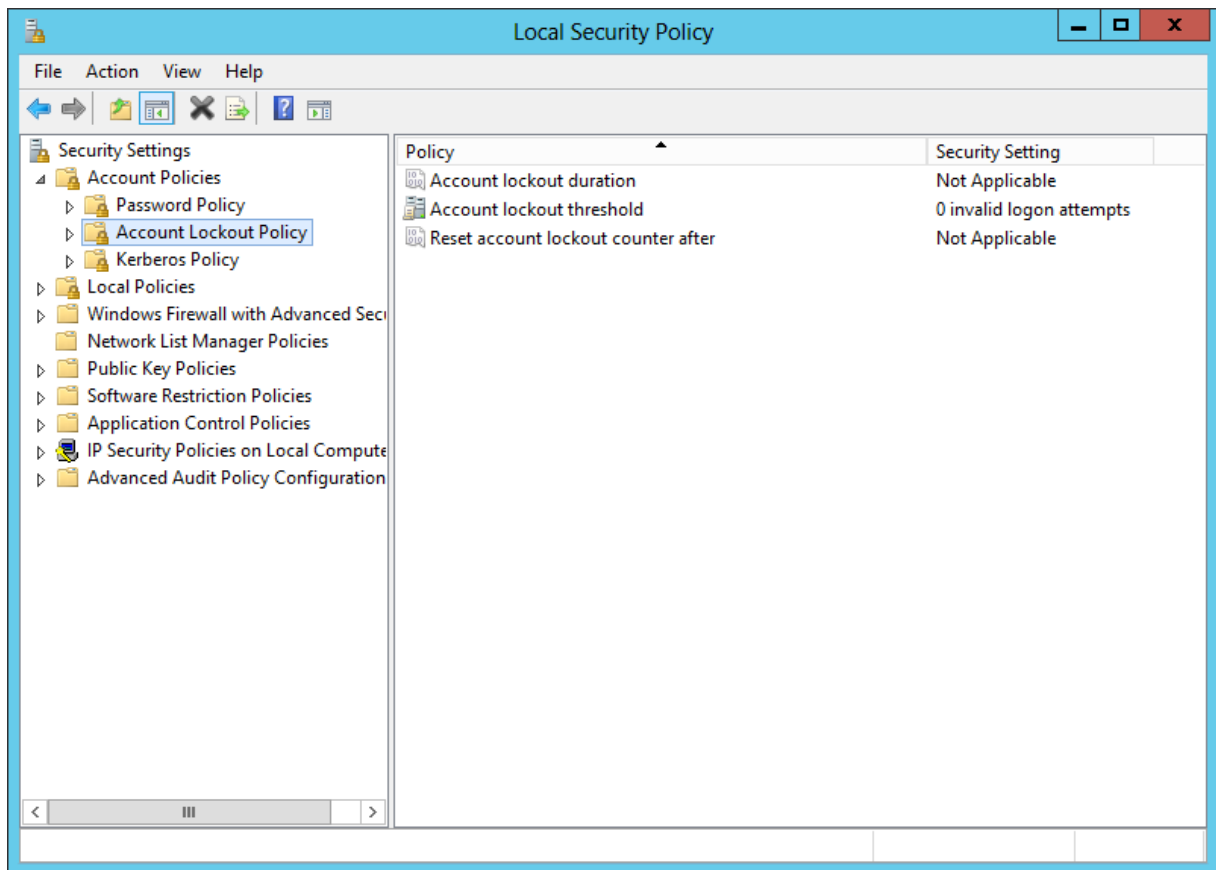 Local Security Policy
File Action View Help
Security Settings
Account Policies
Password Policy
Account Lockout Policy
Kerberos Policy
Local Policies
Windows Firewall with Advanced Secu
Network List Manager Policies
Public Key Policies
Software Restriction Policies
Application Control Policies
IP Security Policies on Local Compute
Advanced Audit Policy Configuration
Policy Security Setting
Account lockout duration Not Applicable
Account lockout threshold 0 invalid logon attempts
Reset account lockout counter after Not Applicable